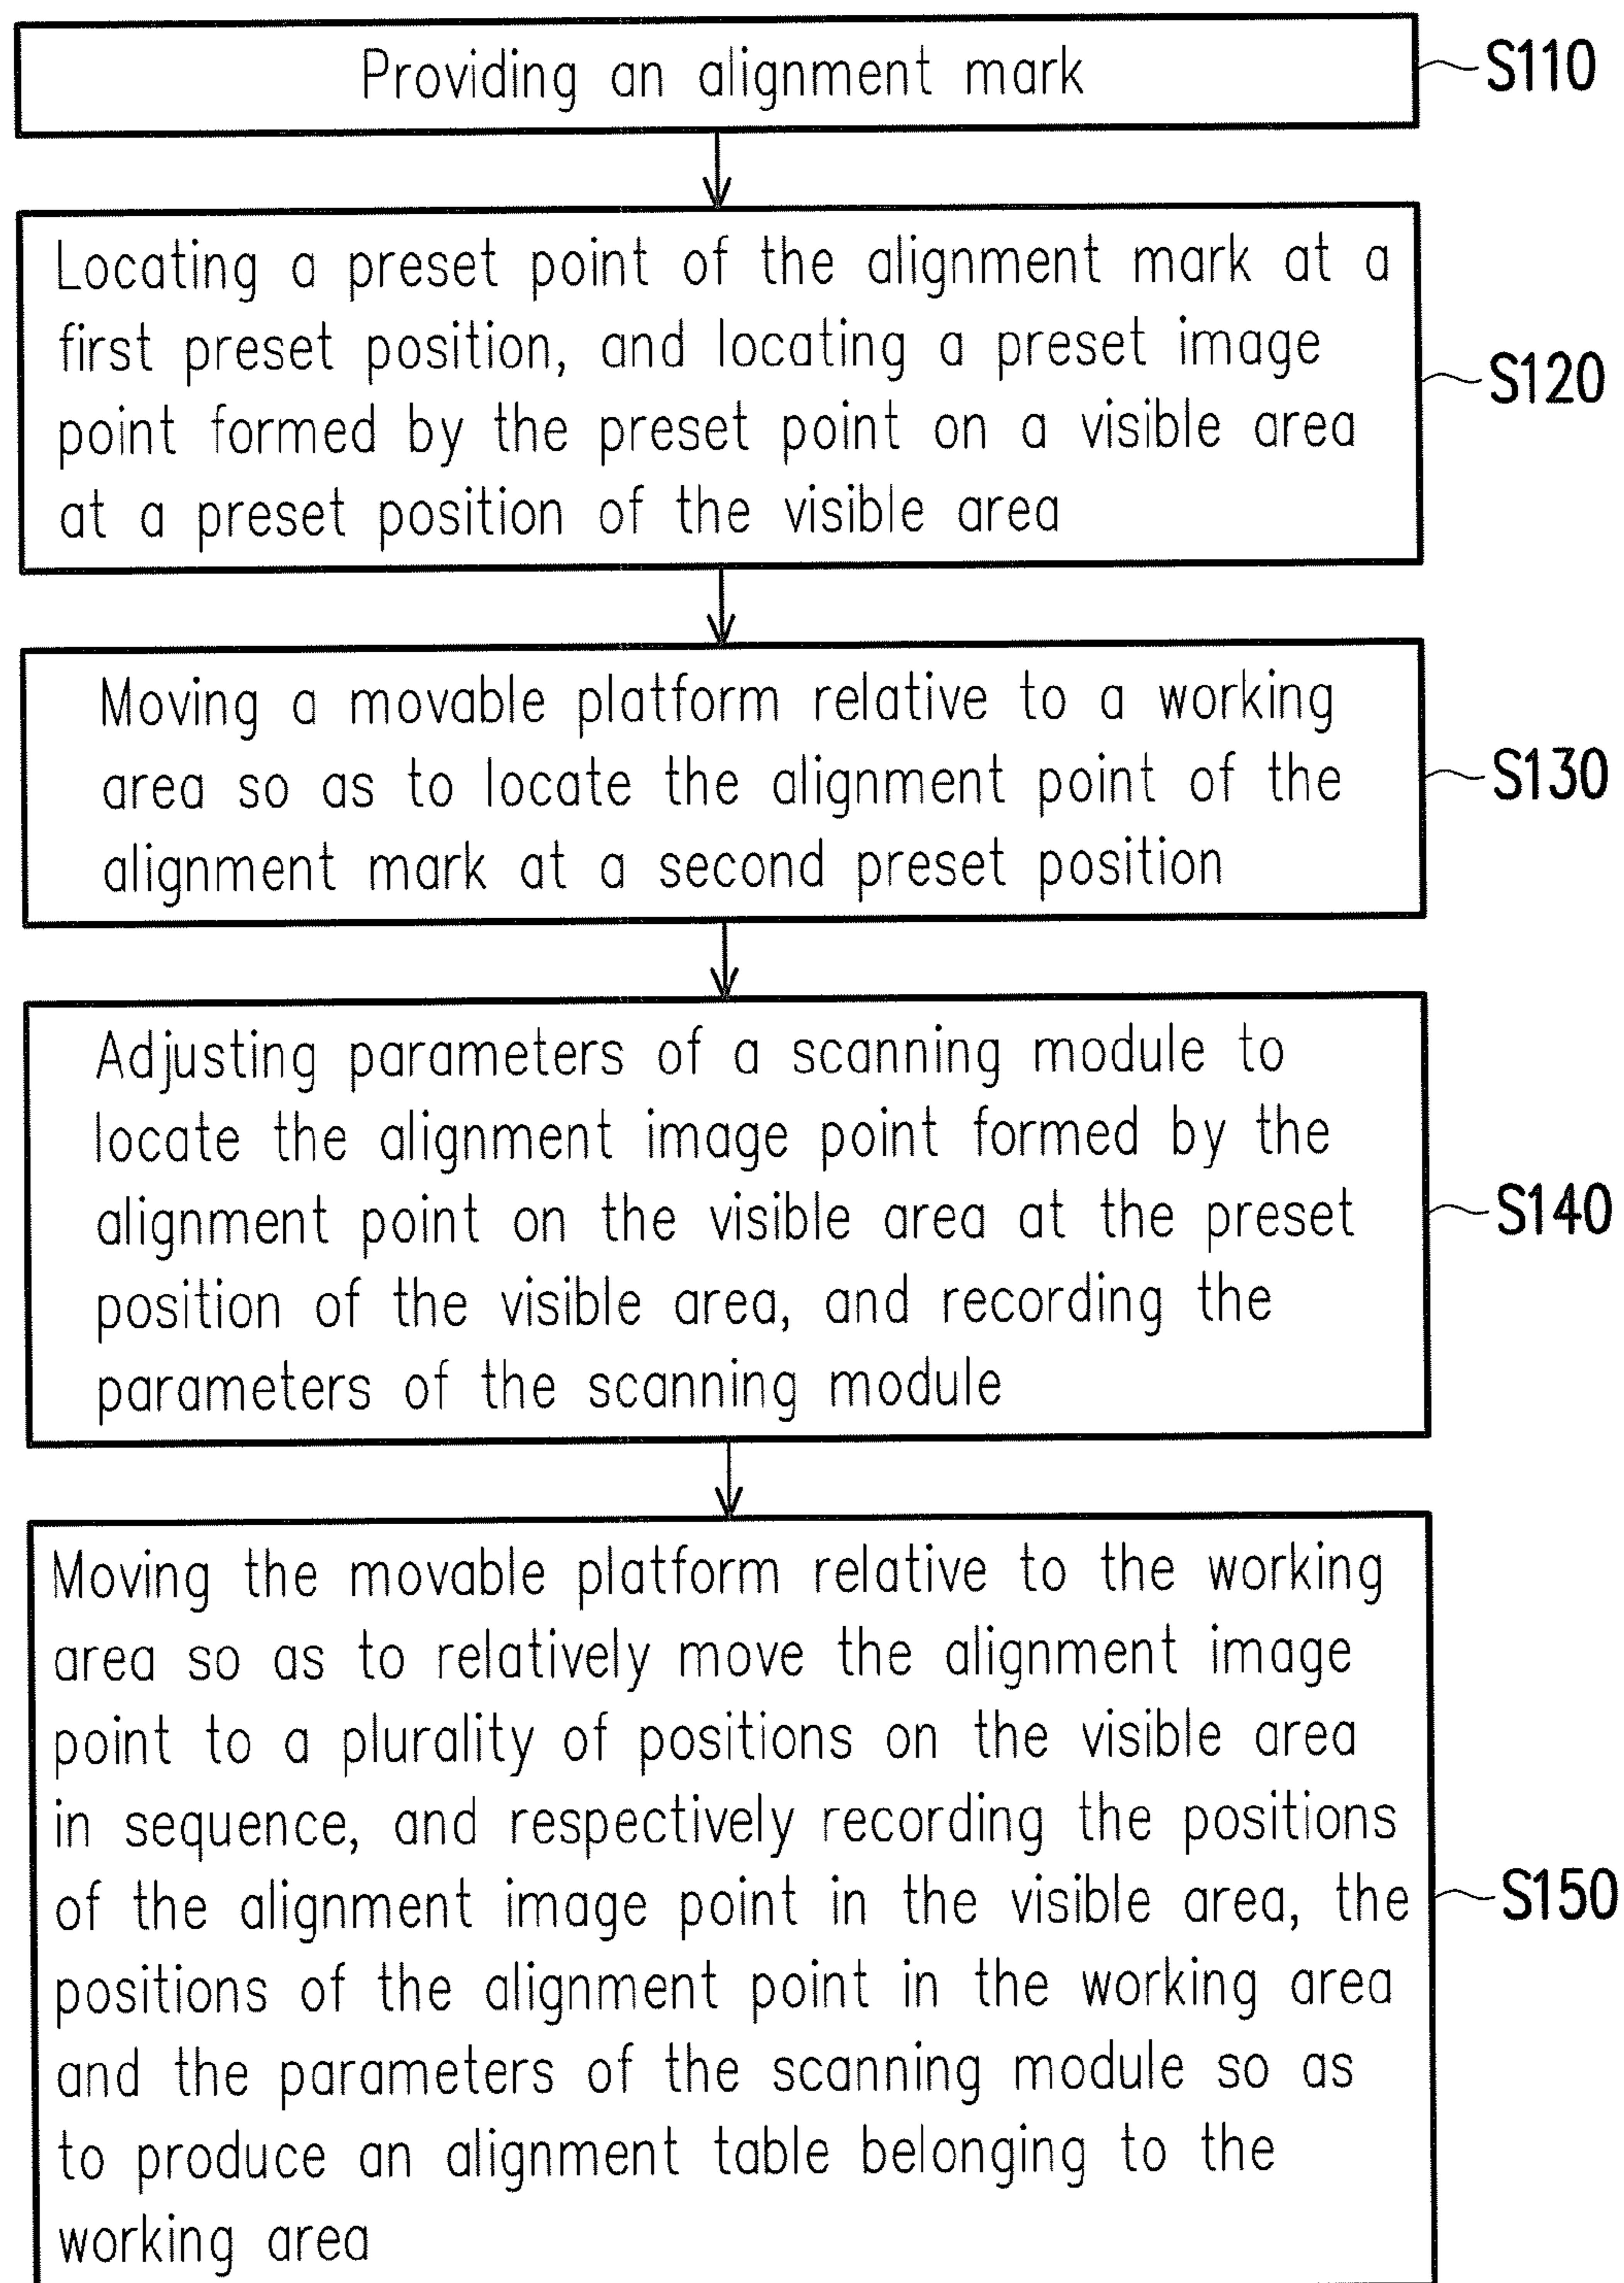 Providing an alignment mark
S110
Locating a preset point of the alignment mark at a
first preset position, and locating a preset image
point formed by the preset point on a visible area
at a preset position of the visible area
S120
Moving a movable platform relative to a working
area so as to locate the alignment point of the
alignment mark at a second preset position
S130
Adjusting parameters of a scanning module to
locate the alignment image point formed by the
alignment point on the visible area at the preset
position of the visible area, and recording the
parameters of the scanning module
S140
Moving the movable platform relative to the working
area so as to relatively move the alignment image
point to a plurality of positions on the visible area
in sequence, and respectively recording the positions
of the alignment image point in the visible area, the
positions of the alignment point in the working area
and the parameters of the scanning module so as
to produce an alignment table belonging to the
working area
S150